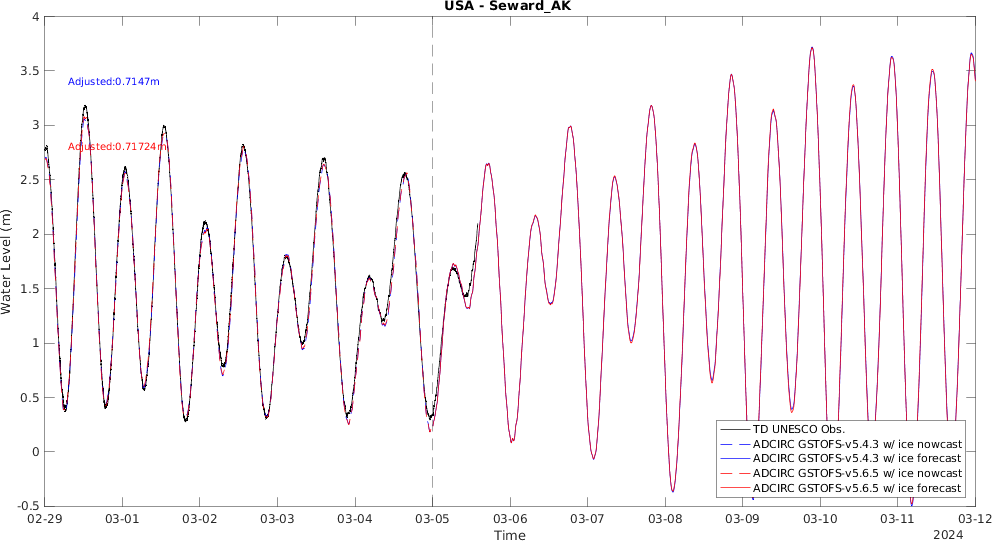 USA - Seward_AK
4
3.5
3
2.5
2
1.5
1
0.5
0
-0.5
Water Level (m)
Adjusted:0.7147m
Adjusted:0.71724m
TD UNESCO Obs.
ADCIRC GSTOFS-v5.4.3 w/ ice nowcast
ADCIRC GSTOFS-v5.4.3 w/ ice forecast
ADCIRC GSTOFS-v5.6.5 w/ ice nowcast
ADCIRC GSTOFS-v5.6.5 w/ ice forecast
02-29 03-01 03-02 03-03 03-04 03-05 03-06 03-07 03-08 03-09 03-10 03-11 03-12
Time
2024